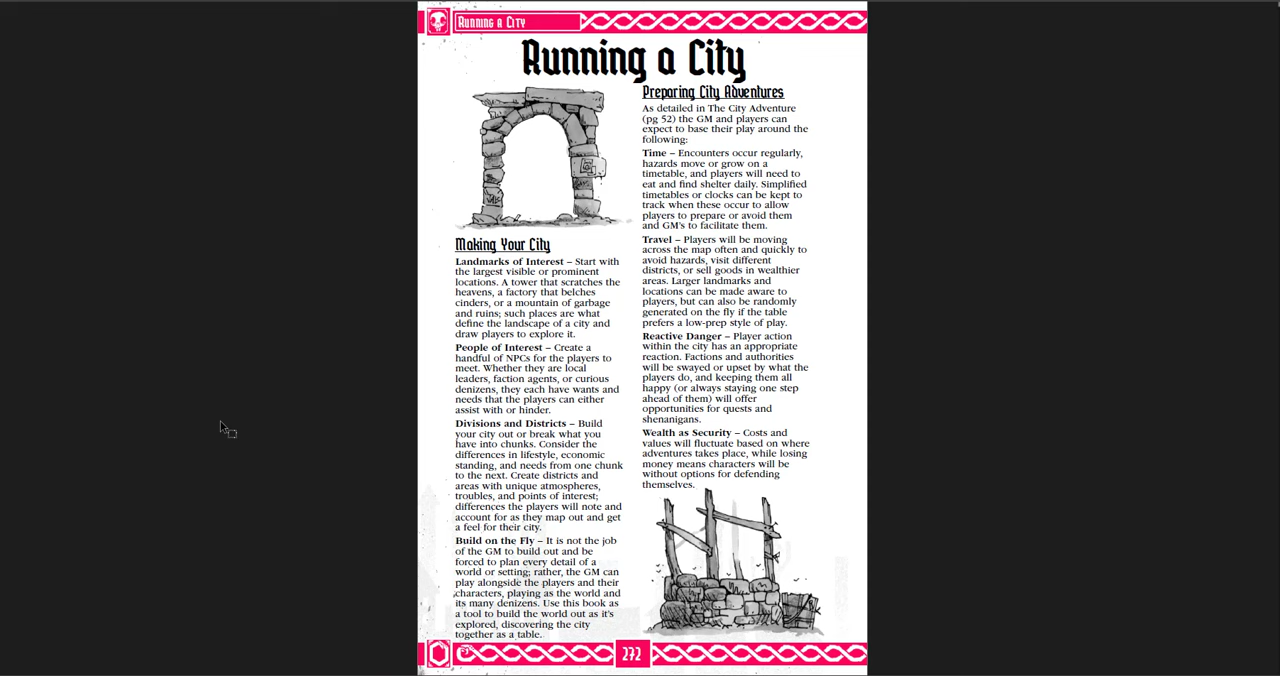 Running a City
Running a City
Making Your City
Landmarks of Interest – Start with
the largest visible or prominent
locations. A tower that scratches the
heavens, a factory that belches
cinders, or a mountain of garbage
and ruins; such places are what
define the landscape of a city and
draw players to explore it.
People of Interest – Create a
handful of NPCs for the players to
meet. Whether they are local
leaders, faction agents, or curious
denizens, they each have wants and
needs that the players can either
assist with or hinder.
Divisions and Districts – Build
your city out or break what you
have into chunks. Consider the
differences in lifestyle, economic
standing, and needs from one chunk
to the next. Create districts and
areas with unique atmospheres,
troubles, and points of interest;
differences the players will note and
account for as they map out and get
a feel for their city.
Build on the Fly – It is not the job
of the GM to build out and be
forced to plan every detail of a
world or setting; rather, the GM can
play alongside the players and their
characters, playing as the world and
its many denizens. Use this book as
a tool to build the world out as it's
explored, discovering the city
together as a table.
Preparing City Adventures
As detailed in The City Adventure
(pg 52) the GM and players can
expect to base their play around the
following:
Time – Encounters occur regularly,
hazards move or grow on a
timetable, and players will need to
eat and find shelter daily. Simplified
timetables or clocks can be kept to
track when these occur to allow
players to prepare or avoid them
and GM's to facilitate them.
Travel – Players will be moving
across the map often and quickly to
avoid hazards, visit different
districts, or sell goods in wealthier
areas. Larger landmarks and
locations can be made aware to
players, but can also be randomly
generated on the fly if the table
prefers a low-prep style of play.
Reactive Danger – Player action
within the city has an appropriate
reaction. Factions and authorities
will be swayed or upset by what the
players do, and keeping them all
happy (or always staying one step
ahead of them) will offer
opportunities for quests and
shenanigans.
Wealth as Security – Costs and
values will fluctuate based on where
adventures takes place, while losing
money means characters will be
without options for defending
themselves.
272